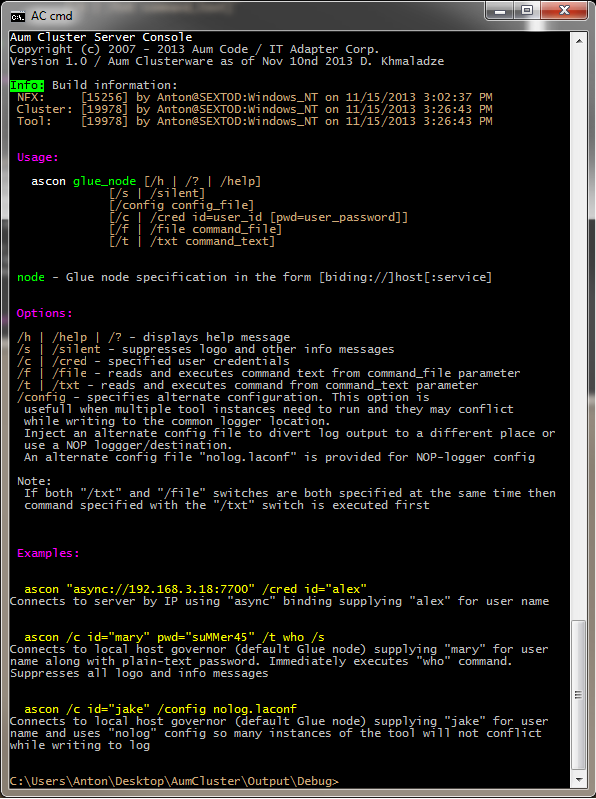 AC cmd
Aum Cluster Server Console
Copyright (c) 2007 - 2013 Aum Code / IT Adapter Corp.
Version 1.0 / Aum Clusterware as of Nov 10nd 2013 D. Khmaladze
Info: Build information:
NFX:     [15256] by Anton@SEXTOD:Windows_NT on 11/15/2013 3:02:37 PM
Cluster: [19978] by Anton@SEXTOD:Windows_NT on 11/15/2013 3:26:43 PM
Tool:    [19978] by Anton@SEXTOD:Windows_NT on 11/15/2013 3:26:43 PM
Usage:
ascon glue_node [/h | /? | /help]
[/s | /silent]
[/config config_file]
[/c | /cred id=user_id [pwd=user_password]]
[/f | /file command_file]
[/t | /txt command_text]
node - Glue node specification in the form [biding://]host[:service]
Options:
/h | /help | /? - displays help message
/s | /silent - suppresses logo and other info messages
/c | /cred - specified user credentials
/f | /file - reads and executes command text from command_file parameter
/t | /txt - reads and executes command from command_text parameter
/config - specifies alternate configuration. This option is
usefull when multiple tool instances need to run and they may conflict
while writing to the common logger location.
Inject an alternate config file to divert log output to a different place or
use a NOP loggger/destination.
An alternate config file "nolog.laconf" is provided for NOP-logger config
Note:
If both "/txt" and "/file" switches are both specified at the same time then
command specified with the "/txt" switch is executed first
Examples:
ascon "async://192.168.3.18:7700" /cred id="alex"
Connects to server by IP using "async" binding supplying "alex" for user name
ascon /c id="mary" pwd="suMMer45" /t who /s
Connects to local host governor (default Glue node) supplying "mary" for user
name along with plain-text password. Immediately executes "who" command.
Suppresses all logo and info messages
ascon /c id="jake" /config nolog.laconf
Connects to local host governor (default Glue node) supplying "jake" for user
name and uses "nolog" config so many instances of the tool will not conflict
while writing to log
C:\Users\Anton\Desktop\AumCluster\Output\Debug>